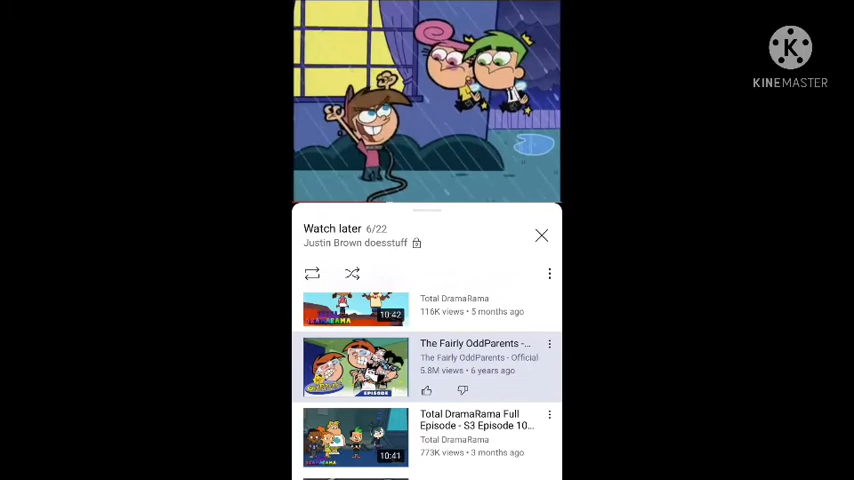 K
KINEMASTER
Watch later 6/22
Justin Brown doesstuff
Total DramaRama
116K views • 5 months ago
10:42
The Fairly OddParents -...
The Fairly OddParents - Official
5.8M views • 6 years ago
EPISODE
Total DramaRama Full
Episode - S3 Episode 10...
Total DramaRama
773K views • 3 months ago
10:41